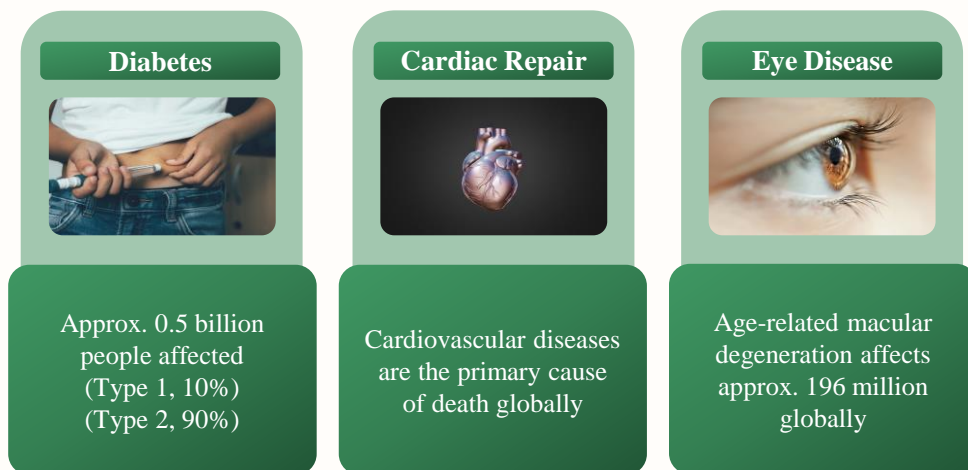 Diabetes
Approx. 0.5 billion
people affected
(Type 1, 10%)
(Type 2, 90%)
Cardiac Repair
Cardiovascular diseases
are the primary cause
of death globally
Eye Disease
Age-related macular
degeneration affects
approx. 196 million
globally